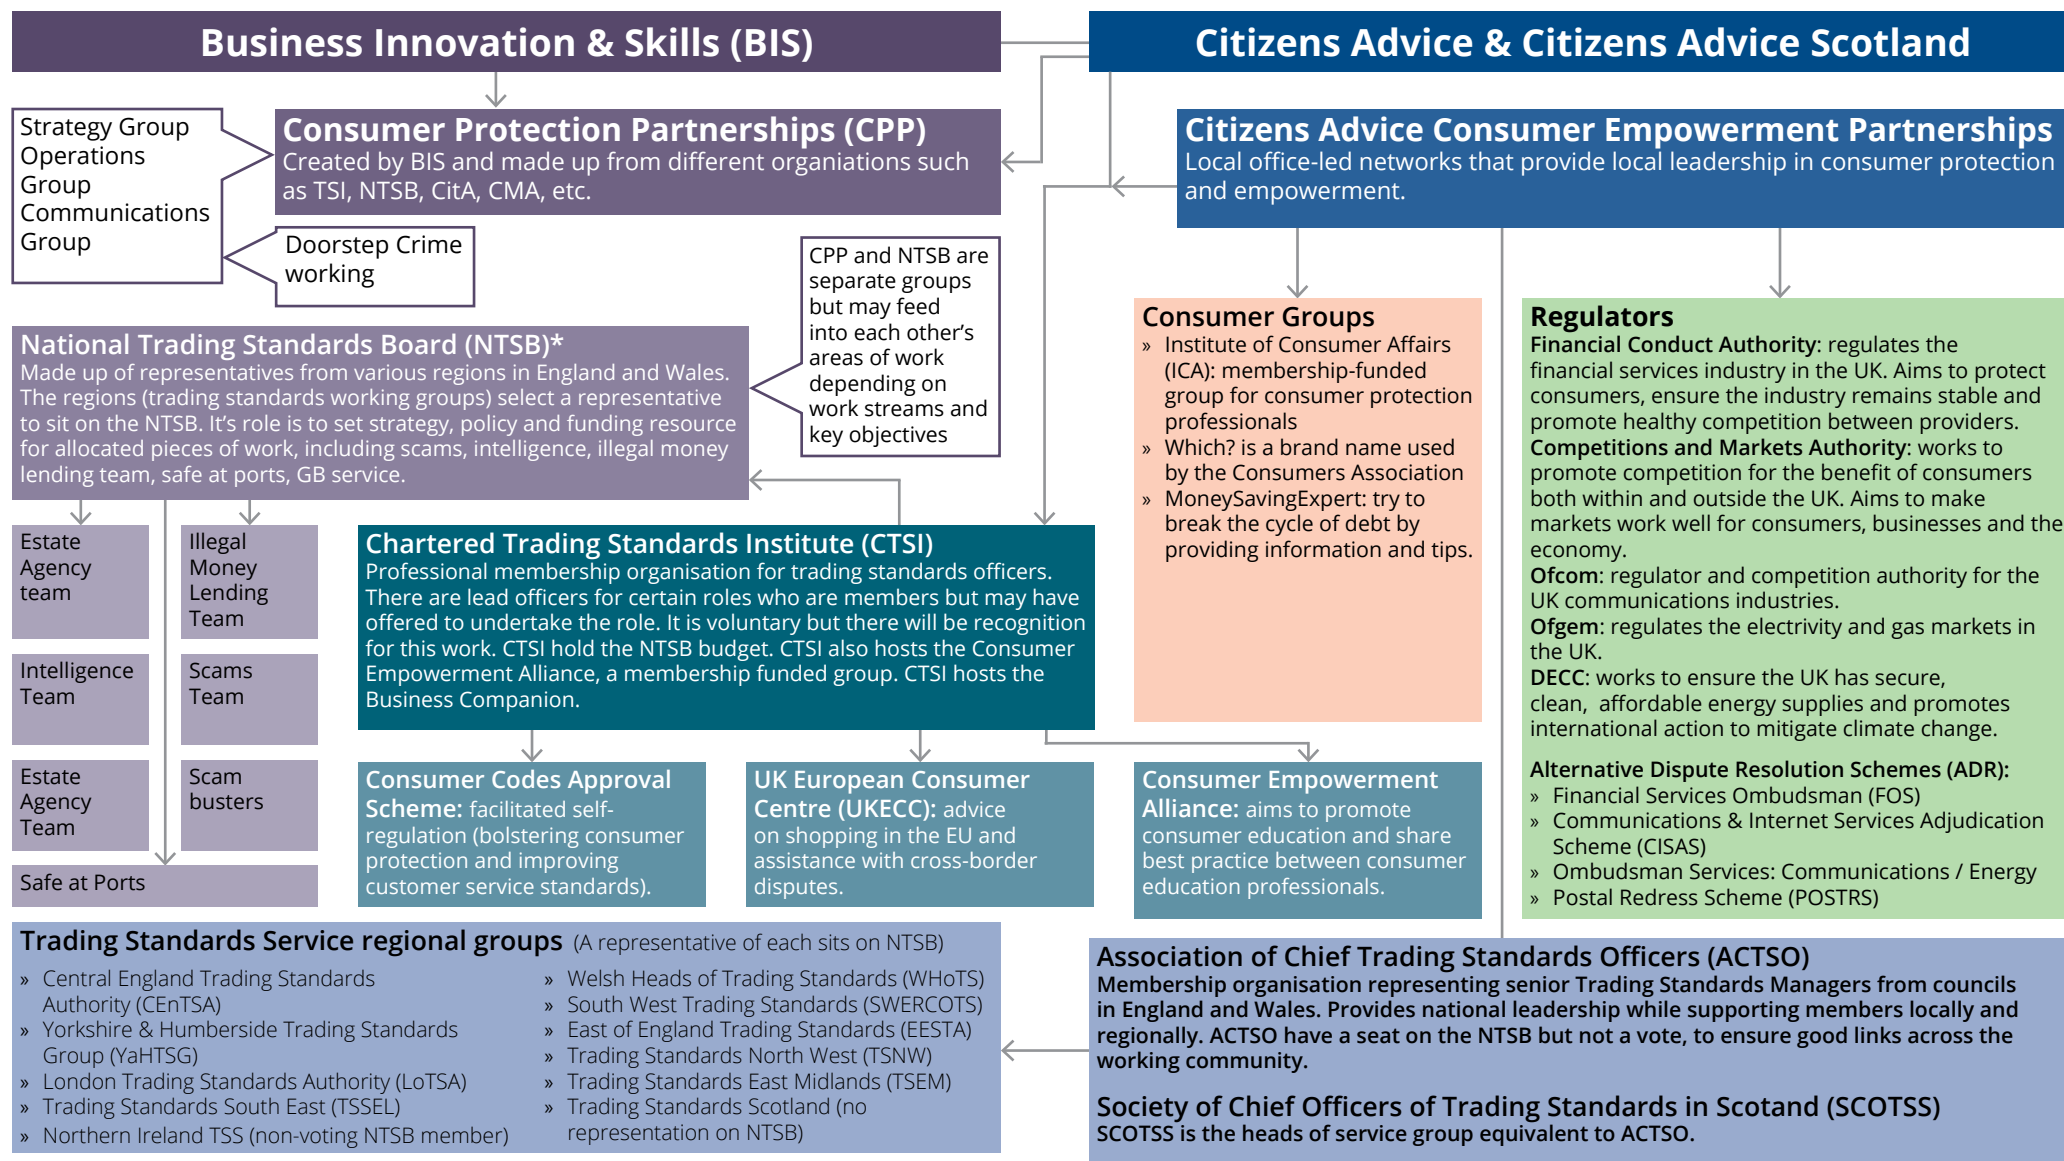 Business Innovation & Skills (BIS)
Citizens Advice & Citizens Advice Scotland
Strategy Group
Operations
Group
Communications
Group
Consumer Protection Partnerships (CPP)
Created by BIS and made up from different organiations such
as TSI, NTSB, CitA, CMA, etc.
Citizens Advice Consumer Empowerment Partnerships
Local office-led networks that provide local leadership in consumer protection
and empowerment.
Doorstep Crime
working
CPP and NTSB are
separate groups
but may feed
into each other’s
areas of work
depending on
work streams and
key objectives
National Trading Standards Board (NTSB)*
Made up of representatives from various regions in England and Wales.
The regions (trading standards working groups) select a representative
to sit on the NTSB. It’s role is to set strategy, policy and funding resource
for allocated pieces of work, including scams, intelligence, illegal money
lending team, safe at ports, GB service.
Consumer Groups
» Institute of Consumer Affairs
(ICA): membership-funded
group for consumer protection
professionals
» Which? is a brand name used
by the Consumers Association
» MoneySavingExpert: try to
break the cycle of debt by
providing information and tips.
Regulators
Financial Conduct Authority: regulates the
financial services industry in the UK. Aims to protect
consumers, ensure the industry remains stable and
promote healthy competition between providers.
Competitions and Markets Authority: works to
promote competition for the benefit of consumers
both within and outside the UK. Aims to make
markets work well for consumers, businesses and the
economy.
Ofcom: regulator and competition authority for the
UK communications industries.
Ofgem: regulates the electricity and gas markets in
the UK.
DECC: works to ensure the UK has secure,
clean, affordable energy supplies and promotes
international action to mitigate climate change.
Alternative Dispute Resolution Schemes (ADR):
» Financial Services Ombudsman (FOS)
» Communications & Internet Services Adjudication
Scheme (CISAS)
» Ombudsman Services: Communications / Energy
» Postal Redress Scheme (POSTRS)
Estate
Agency
team
Illegal
Money
Lending
Team
Intelligence
Team
Scams
Team
Estate
Agency
Team
Scam
busters
Safe at Ports
Chartered Trading Standards Institute (CTSI)
Professional membership organisation for trading standards officers.
There are lead officers for certain roles who are members but may have
offered to undertake the role. It is voluntary but there will be recognition
for this work. CTSI hold the NTSB budget. CTSI also hosts the Consumer
Empowerment Alliance, a membership funded group. CTSI hosts the
Business Companion.
Consumer Codes Approval
Scheme: facilitated self-
regulation (bolstering consumer
protection and improving
customer service standards).
UK European Consumer
Centre (UKECC): advice
on shopping in the EU and
assistance with cross-border
disputes.
Consumer Empowerment
Alliance: aims to promote
consumer education and share
best practice between consumer
education professionals.
Trading Standards Service regional groups (A representative of each sits on NTSB)
» Central England Trading Standards
Authority (CEnTSA)
» Yorkshire & Humberside Trading Standards
Group (YaHTSG)
» London Trading Standards Authority (LoTSA)
» Trading Standards South East (TSSEL)
» Northern Ireland TSS (non-voting NTSB member)
» Welsh Heads of Trading Standards (WHoTS)
» South West Trading Standards (SWERCOTS)
» East of England Trading Standards (EESTA)
» Trading Standards North West (TSNW)
» Trading Standards East Midlands (TSEM)
» Trading Standards Scotland (no
representation on NTSB)
Association of Chief Trading Standards Officers (ACTSO)
Membership organisation representing senior Trading Standards Managers from councils
in England and Wales. Provides national leadership while supporting members locally and
regionally. ACTSO have a seat on the NTSB but not a vote, to ensure good links across the
working community.
Society of Chief Officers of Trading Standards in Scotand (SCOTSS)
SCOTSS is the heads of service group equivalent to ACTSO.